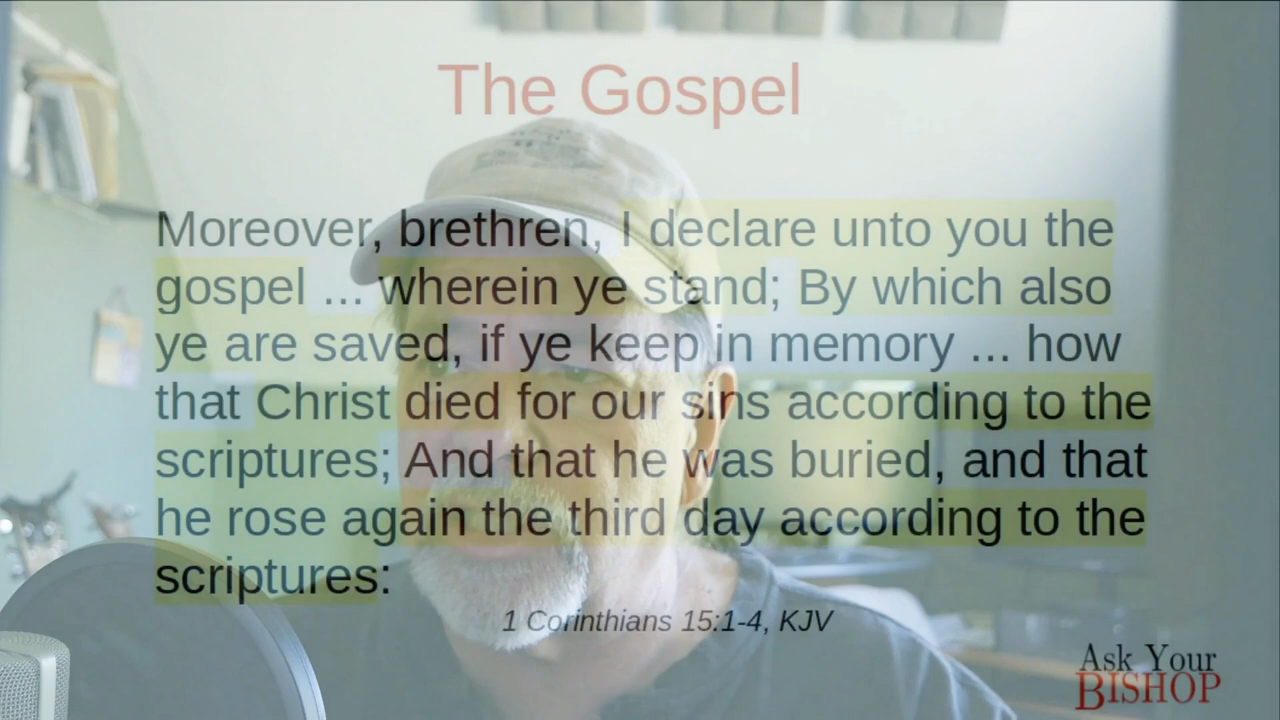 The Gospel
Moreover, brethren, I declare unto you the
gospel ... wherein ye stand; By which also
ye are saved, if ye keep in memory ... how
that Christ died for our sins according to the
scriptures; And that he was buried, and that
he rose again the third day according to the
scriptures:
1 Corinthians 15:1-4, KJV
Ask Your
BISHOP